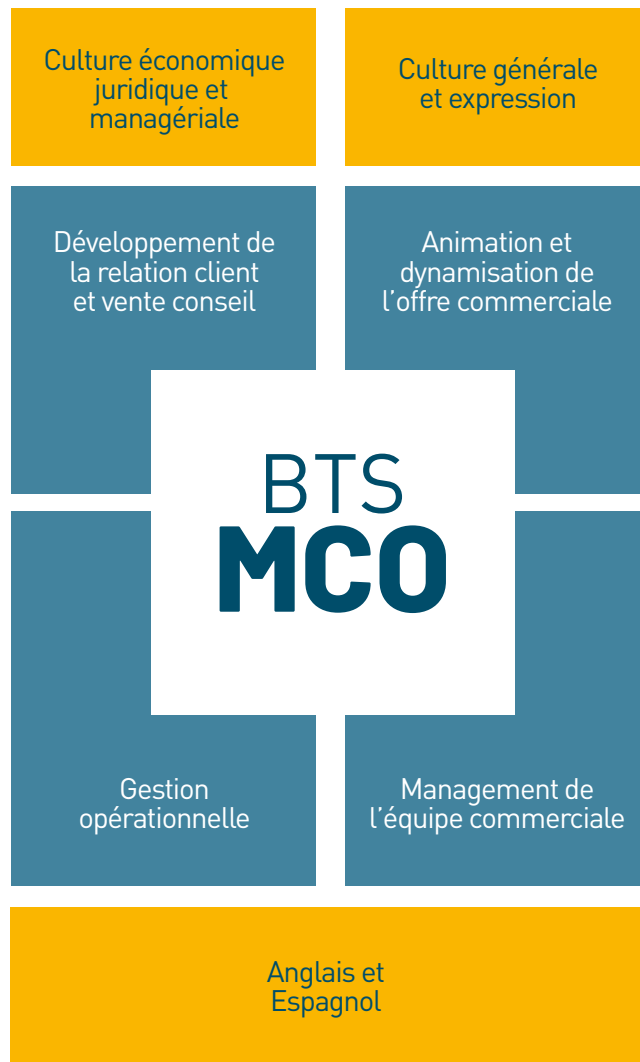 Culture économique
juridique et
managériale
Culture générale
et expression
Développement de
la relation client
et vente conseil
Animation et
dynamisation de
l'offre commerciale
BTS
MCO
Gestion
opérationnelle
Management de
l'équipe commerciale
Anglais et
Espagnol